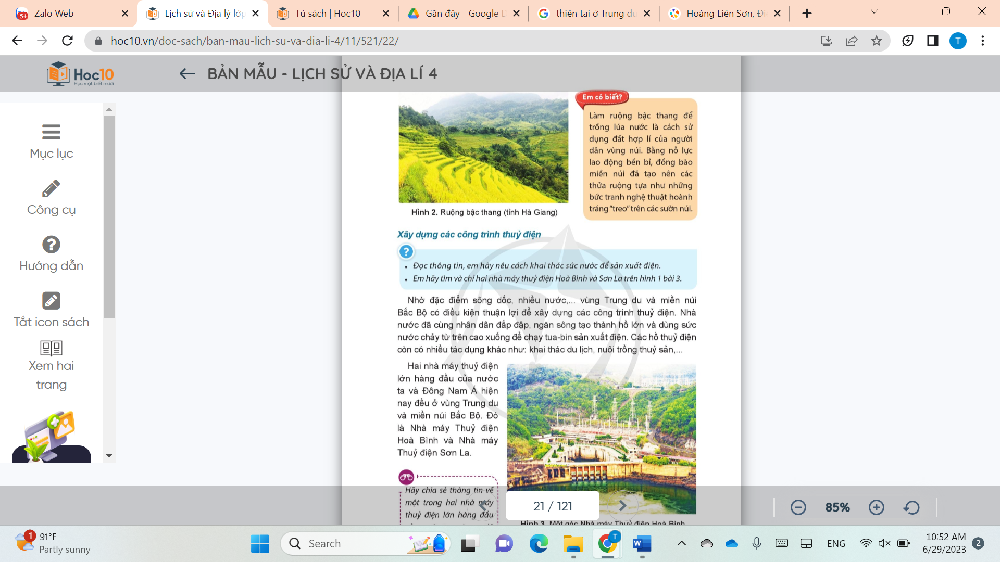 Zalo Web
Lịch sử và Địa lý lớp
Tủ sách | Hoc10
Gần đây - Google D
thiên tai ở Trung du
Hoàng Liên Sơn, Đi
5+
hoc10.vn/doc-sach/ban-mau-lich-su-va-dia-li-4/11/521/22/
T
Hoc10
Học một biết mười
BẢN MẪU - LỊCH SỬ VÀ ĐỊA LÍ 4
Mục lục
Công cụ
Hướng dẫn
Tắt icon sách
Xem hai
trang
Em có biết?
Làm ruộng bậc thang để
trồng lúa nước là cách sử
dụng đất hợp lí của người
dân vùng núi. Bằng nỗ lực
lao động bền bỉ, đồng bào
miền núi đã tạo nên các
thửa ruộng tựa như những
bức tranh nghệ thuật hoành
tráng "treo" trên các sườn núi.
Hình 2. Ruộng bậc thang (tỉnh Hà Giang)
Xây dựng các công trình thuỷ điện
?
• Đọc thông tin, em hãy nêu cách khai thác sức nước để sản xuất điện.
• Em hãy tìm và chỉ hai nhà máy thuỷ điện Hoà Bình và Sơn La trên hình 1 bài 3.
Nhờ đặc điểm sông dốc, nhiều nước,... vùng Trung du và miền núi
Bắc Bộ có điều kiện thuận lợi để xây dựng các công trình thuỷ điện. Nhà
nước đã cùng nhân dân đắp đập, ngăn sông tạo thành hồ lớn và dùng sức
nước chảy từ trên cao xuống để chạy tua-bin sản xuất điện. Các hồ thuỷ điện
còn có nhiều tác dụng khác như: khai thác du lịch, nuôi trồng thuỷ sản,...
Hai nhà máy thuỷ điện
lớn hàng đầu của nước
ta và Đông Nam Á hiện
nay đều ở vùng Trung du
và miền núi Bắc Bộ. Đó
là Nhà máy Thuỷ điện
Hoà Bình và Nhà máy
Thuỷ điện Sơn La.
Hãy chia sẻ thông tin về
một trong hai nhà máy
thuỷ điện lớn hàng đầu
Hình 3. Một góc Nhà máy Thuỷ điện Hoà Bình
21 / 121
85%
1
91°F
Partly sunny
Search
T
W
ENG
10:52 AM
6/29/2023
2